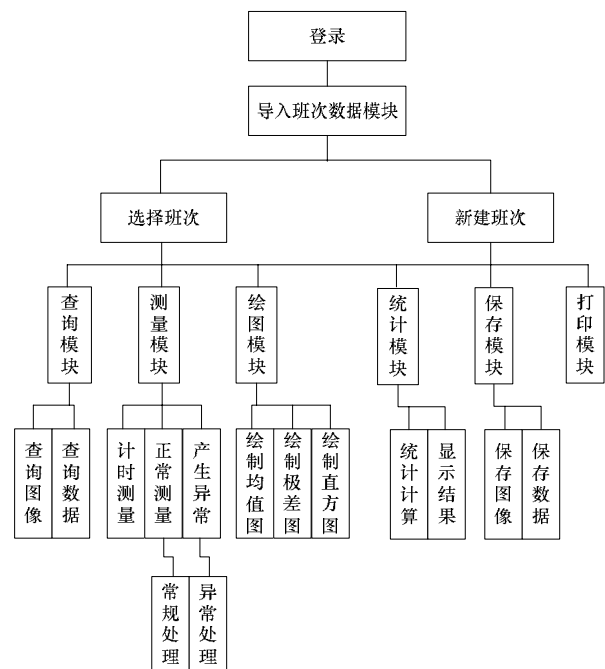 登录
导入班次数据模块
选择班次
新建班次
查询模块
测量模块
绘图模块
统计模块
保存模块
打印模块
查询图像
查询数据
计时测量
正常测量
产生异常
绘制均值图
绘制极差图
绘制直方图
统计计算
显示结果
保存图像
保存数据
常规处理
异常处理